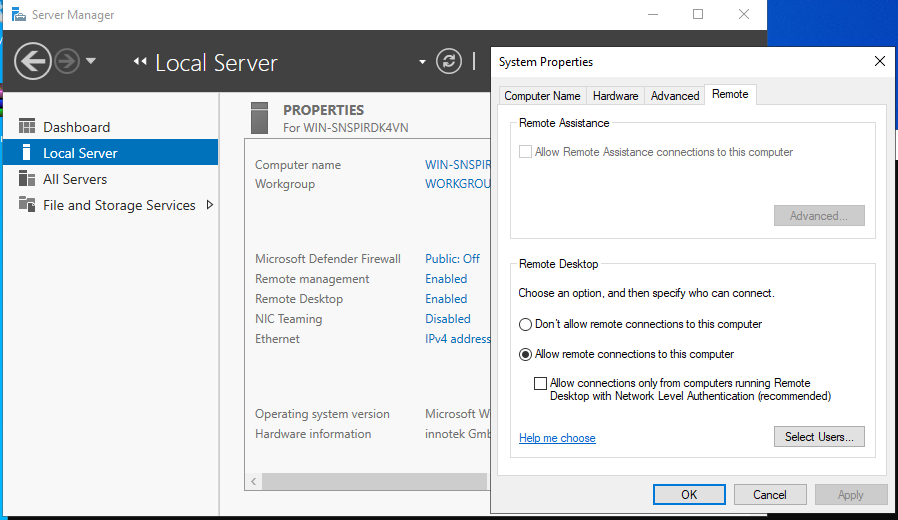 Server Manager
Local Server
Dashboard
Local Server
All Servers
File and Storage Services
PROPERTIES
For WIN-SNSPIRDK4VN
Computer name WIN-SNSPIR
Workgroup WORKGROU
Microsoft Defender Firewall Public: Off
Remote management Enabled
Remote Desktop Enabled
NIC Teaming Disabled
Ethernet IPv4 address
Operating system version Microsoft W
Hardware information innotek Gmb
System Properties
Computer Name Hardware Advanced Remote
Remote Assistance
Allow Remote Assistance connections to this computer
Advanced...
Remote Desktop
Choose an option, and then specify who can connect.
Don't allow remote connections to this computer
Allow remote connections to this computer
Allow connections only from computers running Remote
Desktop with Network Level Authentication (recommended)
Help me choose
Select Users...
OK Cancel Apply